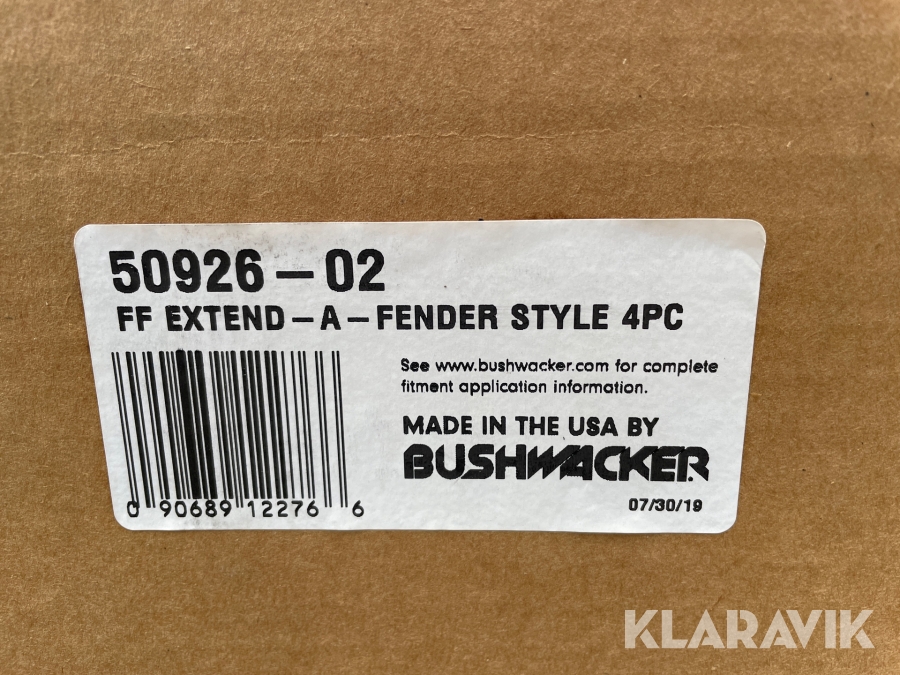 50926-02
FF EXTEND-A-FENDER STYLE 4PC
See www.bushwacker.com for complete
fitment application information.
MADE IN THE USA BY
BUSHWACKER
07/30/19
0 90689 12276 6
KLARAVIK